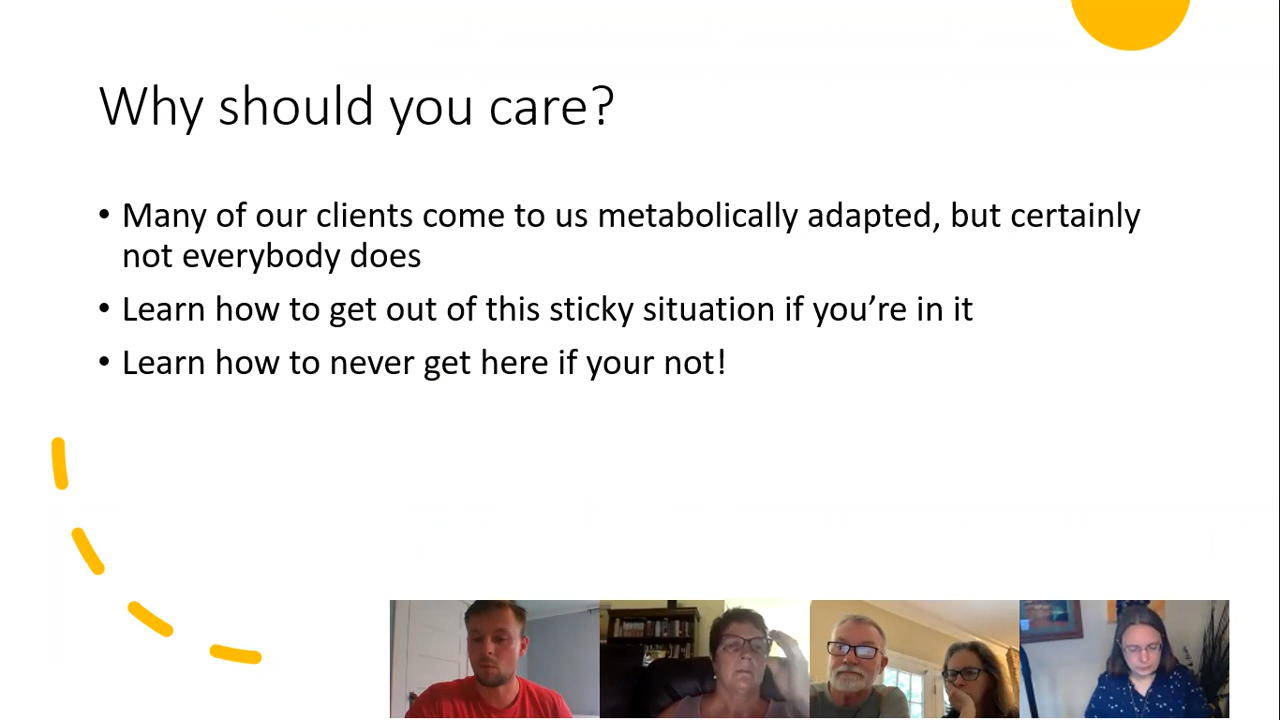 Why should you care?
• Many of our clients come to us metabolically adapted, but certainly
not everybody does
• Learn how to get out of this sticky situation if you’re in it
• Learn how to never get here if your not!